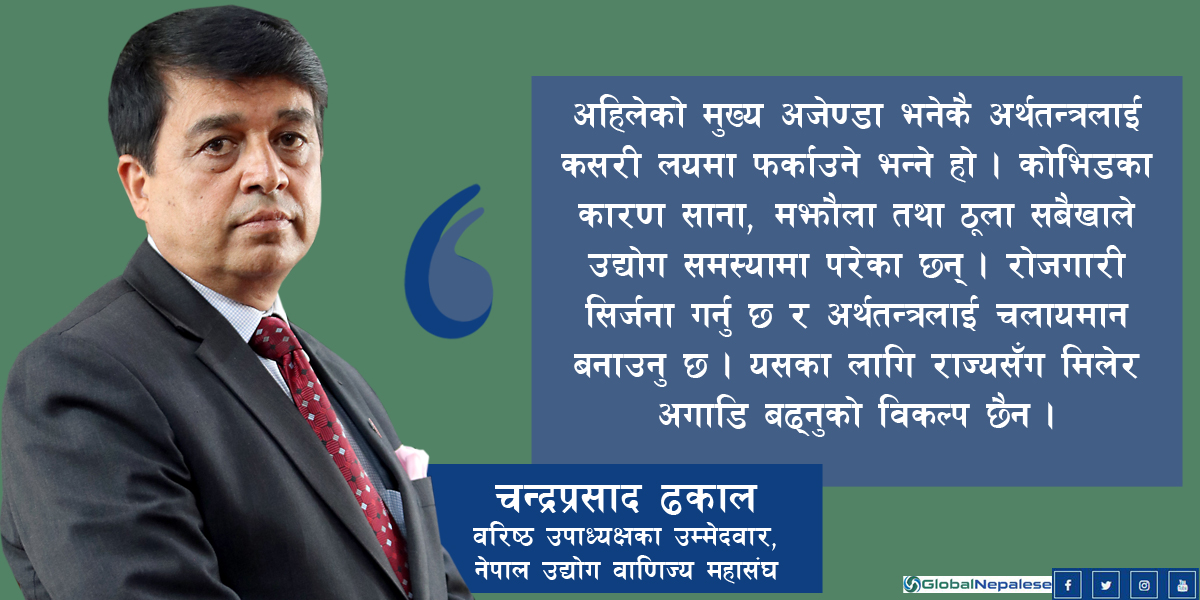 अहिलेको मुख्य अजेण्डा भनेकै अर्थतन्त्रलाई
कसरी लयमा फर्काउने भन्ने हो । कोभिडका
कारण साना, मझौला तथा ठूला सबैखाले
उद्योग समस्यामा परेका छन् । रोजगारी
सिर्जना गर्नु छ र अर्थतन्त्रलाई चलायमान
बनाउनु छ । यसका लागि राज्यसँग मिलेर
अगाडि बढ्नुको विकल्प छैन ।
चन्द्रप्रसाद ढकाल
वरिष्ठ उपाध्यक्षका उम्मेदवार,
नेपाल उद्योग वाणिज्य महासंघ
GlobalNepalese